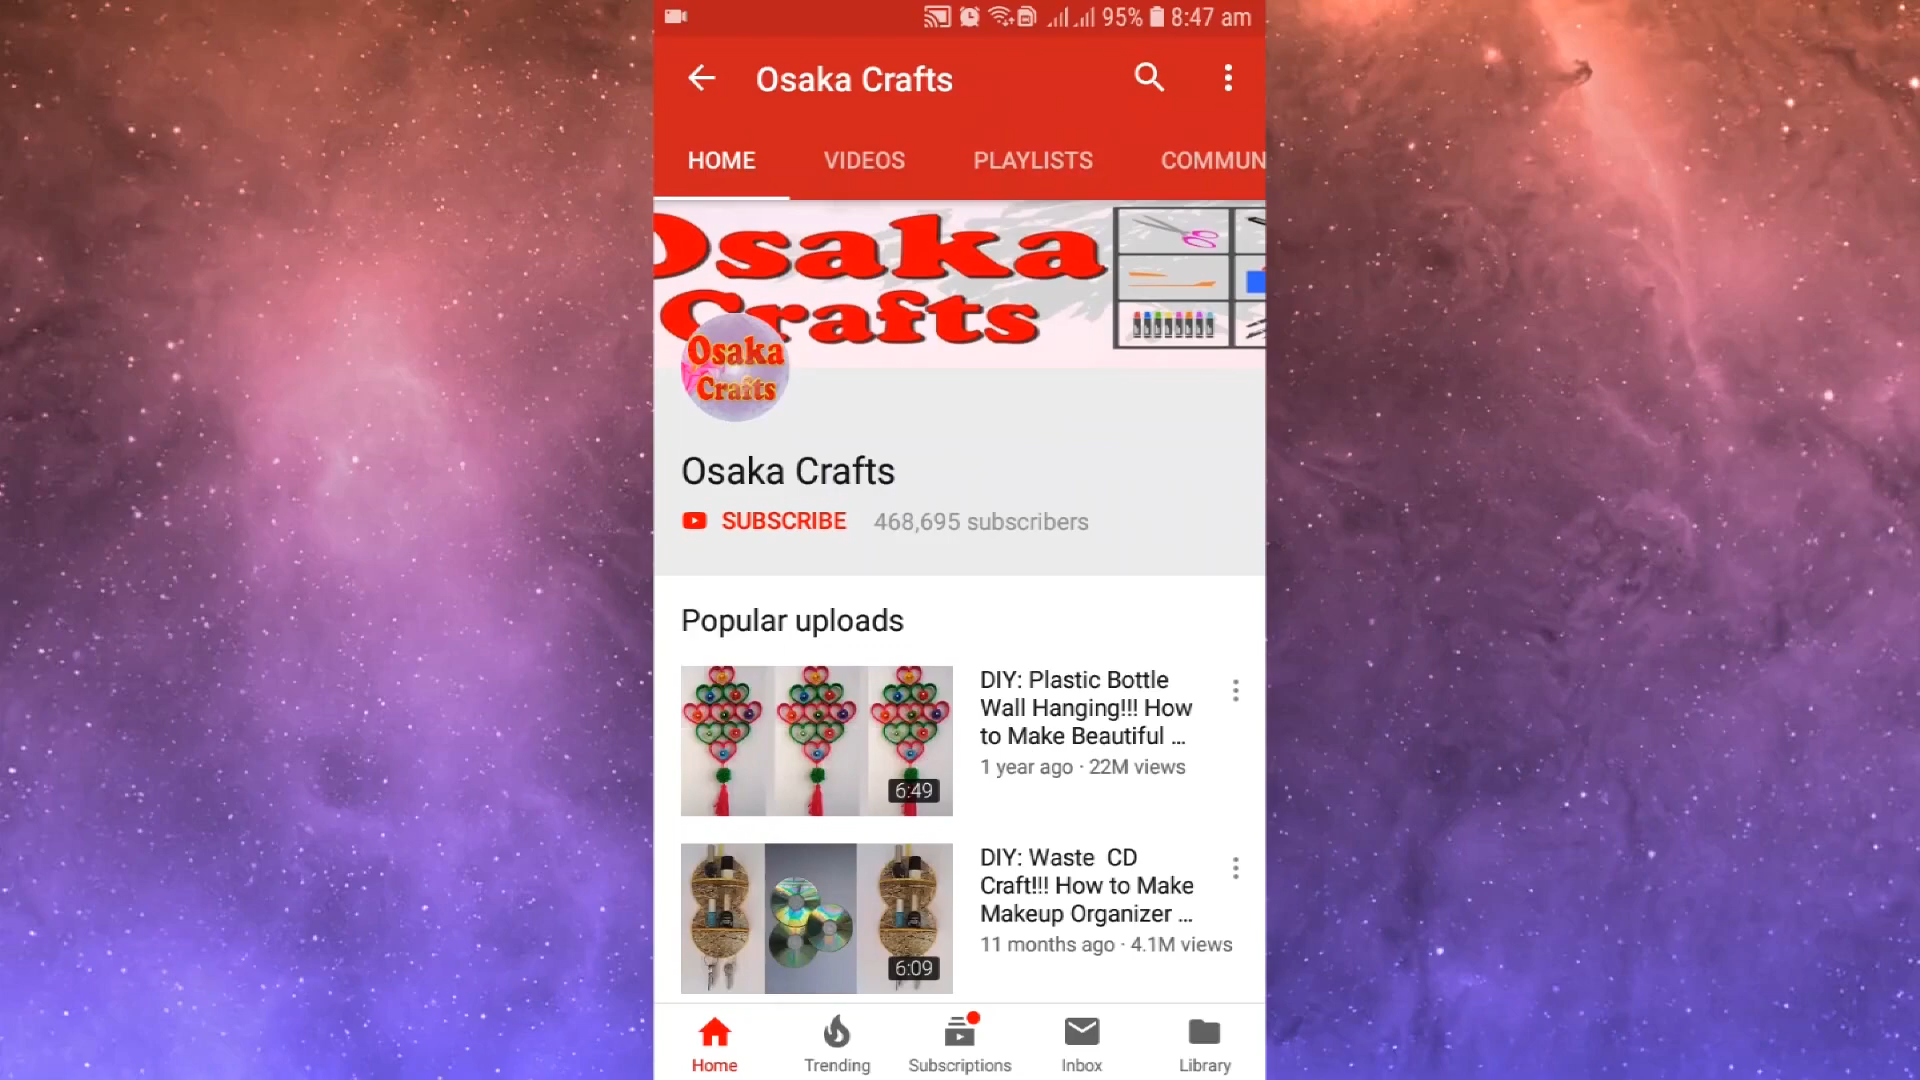 95% 8:47 am
Osaka Crafts
HOME VIDEOS PLAYLISTS COMMUN
Osaka
Crafts
Osaka
Crafts
Osaka Crafts
SUBSCRIBE 468,695 subscribers
Popular uploads
DIY: Plastic Bottle
Wall Hanging!!! How
to Make Beautiful ...
1 year ago · 22M views
6:49
DIY: Waste CD
Craft!!! How to Make
Makeup Organizer ...
11 months ago · 4.1M views
6:09
Home Trending Subscriptions Inbox Library